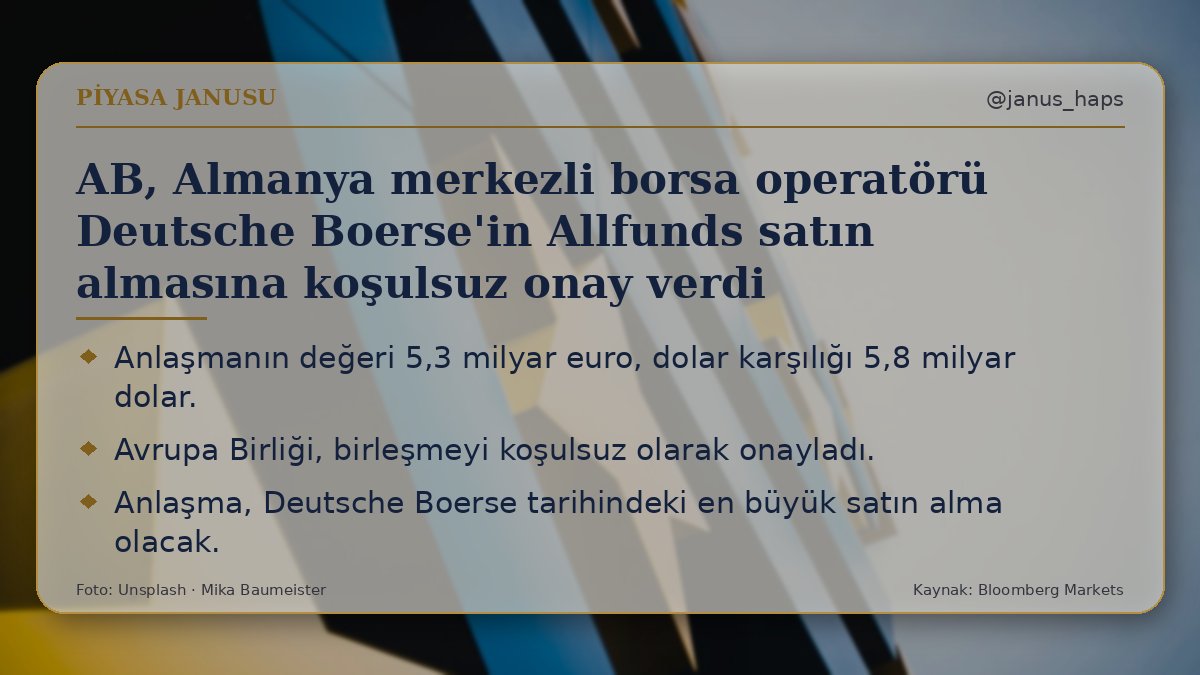 PİYASA JANUSU
@janus_haps
AB, Almanya merkezli borsa operatörü
Deutsche Boerse'in Allfunds satın
almasına koşulsuz onay verdi
Anlaşmanın değeri 5,3 milyar euro, dolar karşılığı 5,8 milyar
dolar.
Avrupa Birliği, birleşmeyi koşulsuz olarak onayladı.
Anlaşma, Deutsche Boerse tarihindeki en büyük satın alma
olacak.
Foto: Unsplash · Mika Baumeister
Kaynak: Bloomberg Markets